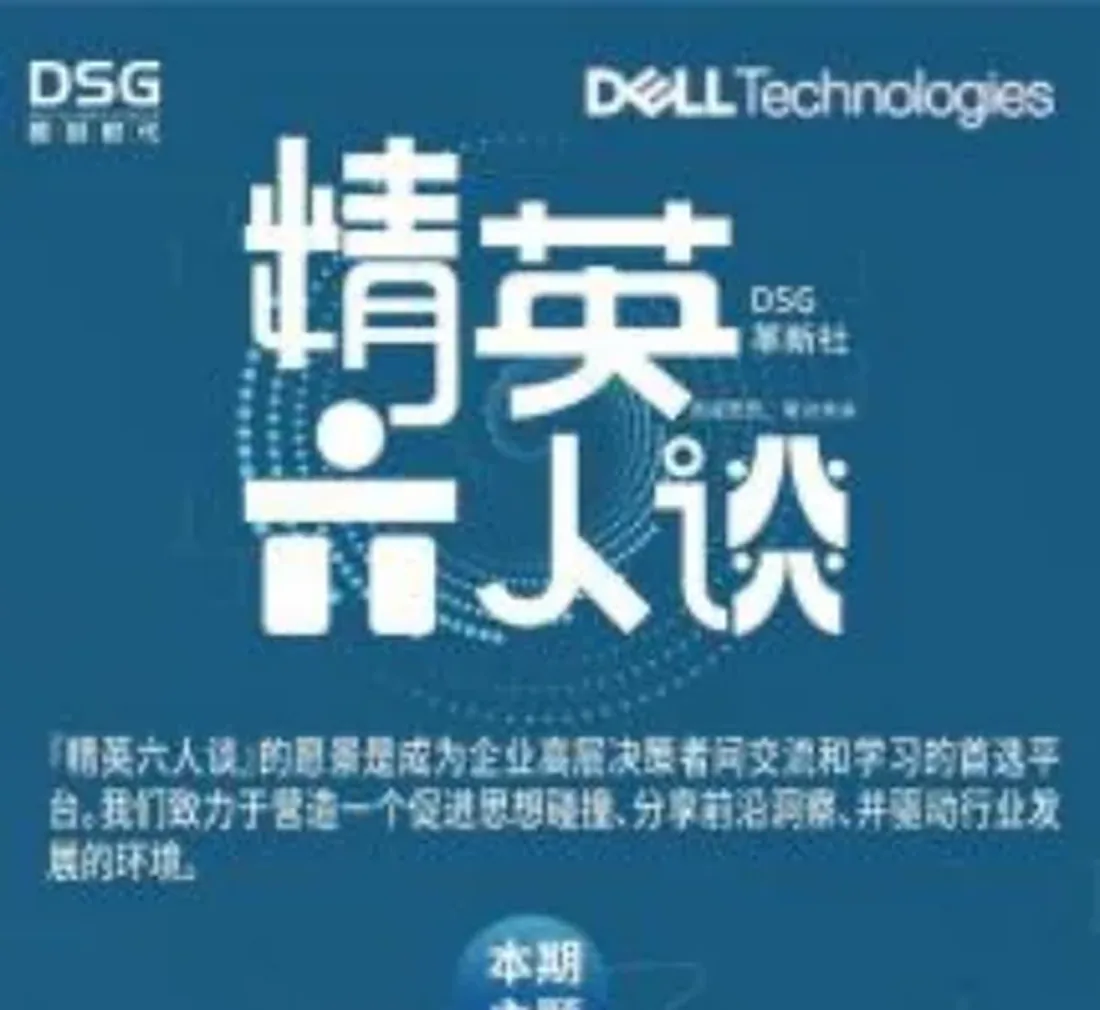 DSG
DELLTechnologies
精英
DSG
革新社
六人谈
「精英六人谈」的愿景是成为企业高层决策者间交流和学习的首选平
台。我们致力于营造一个促进思想碰撞、分享前沿洞察、并驱动行业发
展的环境。
本期